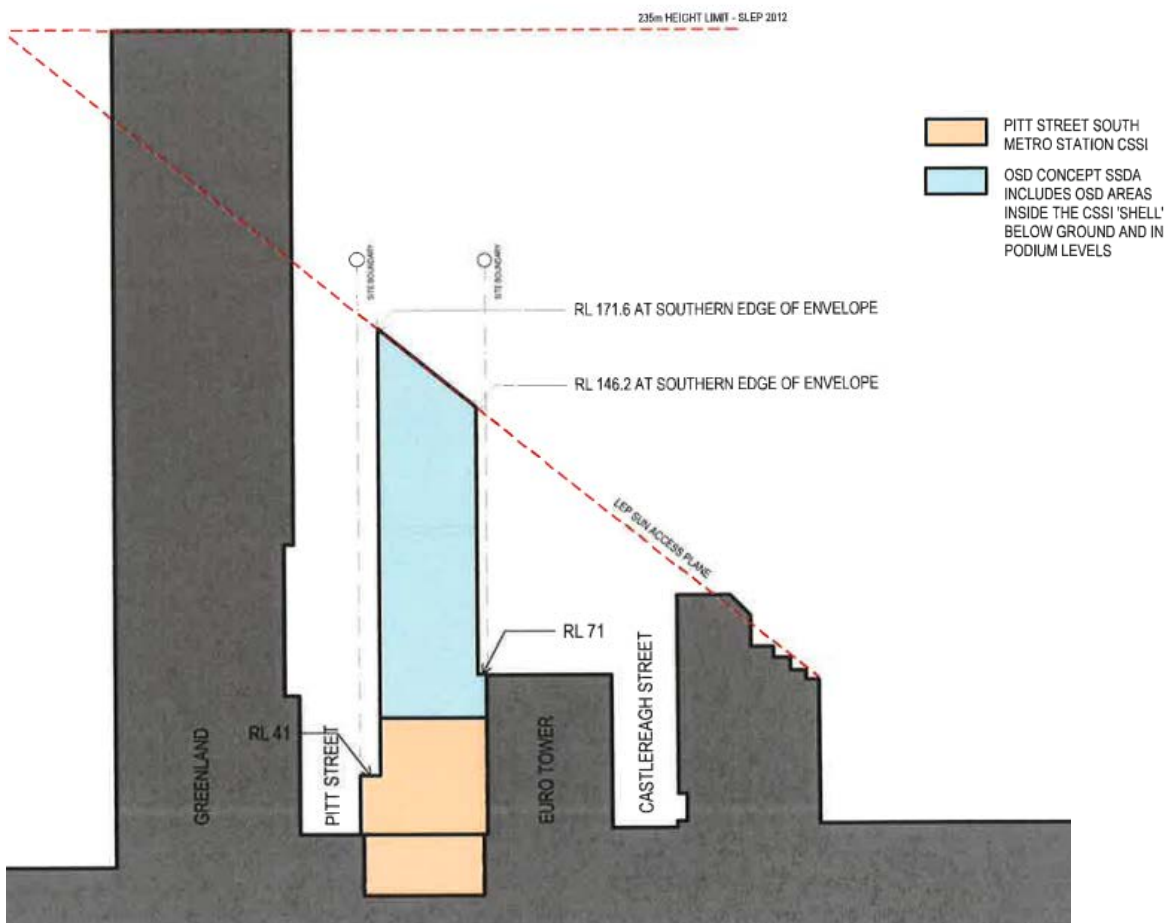 235m HEIGHT LIMIT - SLEP 2012
PITT STREET SOUTH
METRO STATION CSSI
OSD CONCEPT SSDA
INCLUDES OSD AREAS
INSIDE THE CSSI 'SHELL'
BELOW GROUND AND IN
PODIUM LEVELS
SITE BOUNDARY
SITE BOUNDARY
RL 171.6 AT SOUTHERN EDGE OF ENVELOPE
RL 146.2 AT SOUTHERN EDGE OF ENVELOPE
LEP SUN ACCESS PLANE
RL 71
RL 41
GREENLAND
PITT STREET
EURO TOWER
CASTLEREAGH STREET